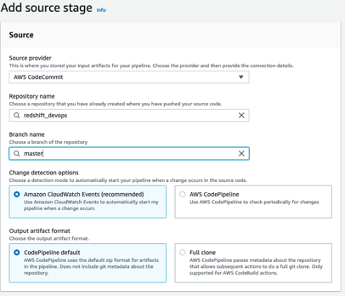 Add source stage Info
Source
Source provider
This is where you stored your input artifacts for your pipeline. Choose the provider and then provide the connection details.
AWS CodeCommit
Repository name
Choose a repository that you have already created where you have pushed your source code.
redshift_devops
Branch name
Choose a branch of the repository
master
Change detection options
Choose a detection mode to automatically start your pipeline when a change occurs in the source code.
Amazon CloudWatch Events (recommended)
Use Amazon CloudWatch Events to automatically start my
pipeline when a change occurs
AWS CodePipeline
Use AWS CodePipeline to check periodically for changes
Output artifact format
Choose the output artifact format.
CodePipeline default
AWS CodePipeline uses the default zip format for artifacts
in the pipeline. Does not include git metadata about the
repository.
Full clone
AWS CodePipeline passes metadata about the repository
that allows subsequent actions to do a full git clone. Only
supported for AWS CodeBuild actions.